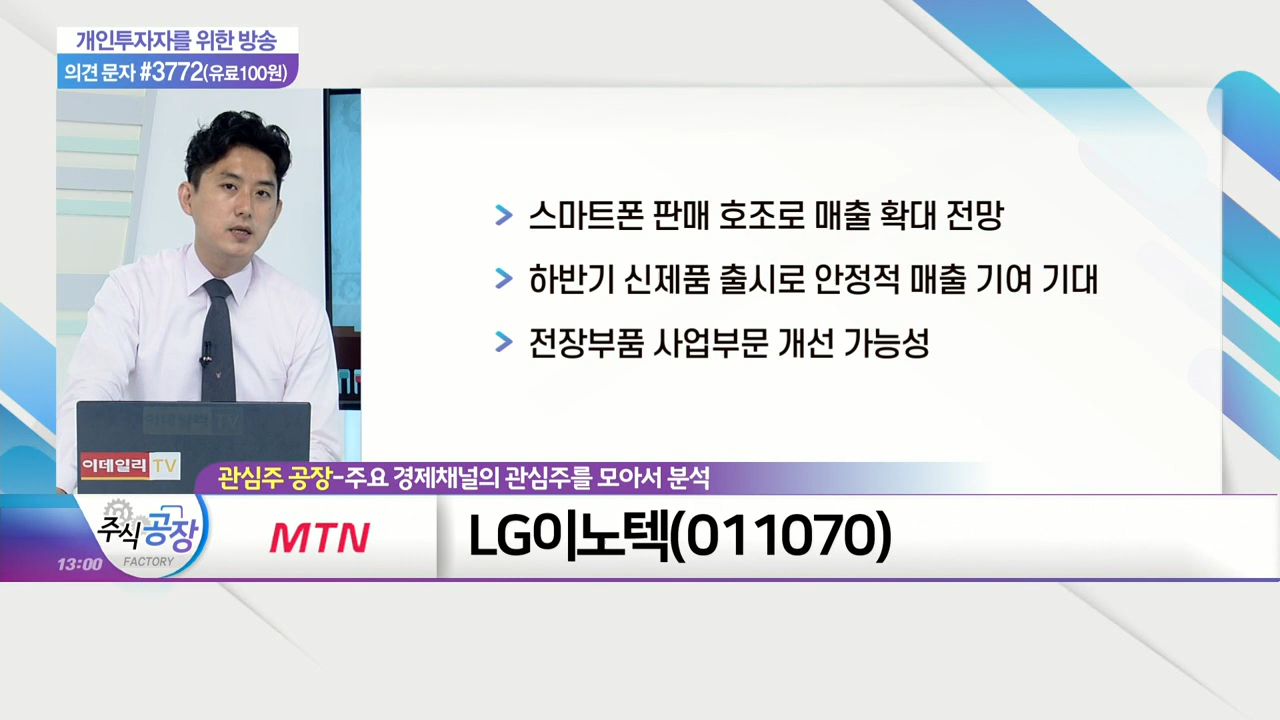 개인투자자를 위한 방송
의견 문자 #3772(유료100원)
> 스마트폰 판매 호조로 매출 확대 전망
> 하반기 신제품 출시로 안정적 매출 기여 기대
> 전장부품 사업부문 개선 가능성
이데일리 TV
관심주 공장-주요 경제채널의 관심주를 모아서 분석
주식공장
FACTORY
13:00
MTN
LG이노텍(011070)